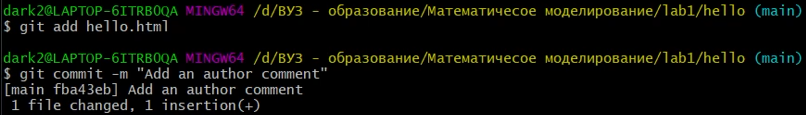 dark2@LAPTOP-6ITRB0QA MINGW64 /d/ВУЗ - образование/Математичесое моделирование/lab1/hello (main)
$ git add hello.html
dark2@LAPTOP-6ITRB0QA MINGW64 /d/ВУЗ - образование/Математичесое моделирование/lab1/hello (main)
$ git commit -m "Add an author comment"
[main fba43eb] Add an author comment
1 file changed, 1 insertion(+)